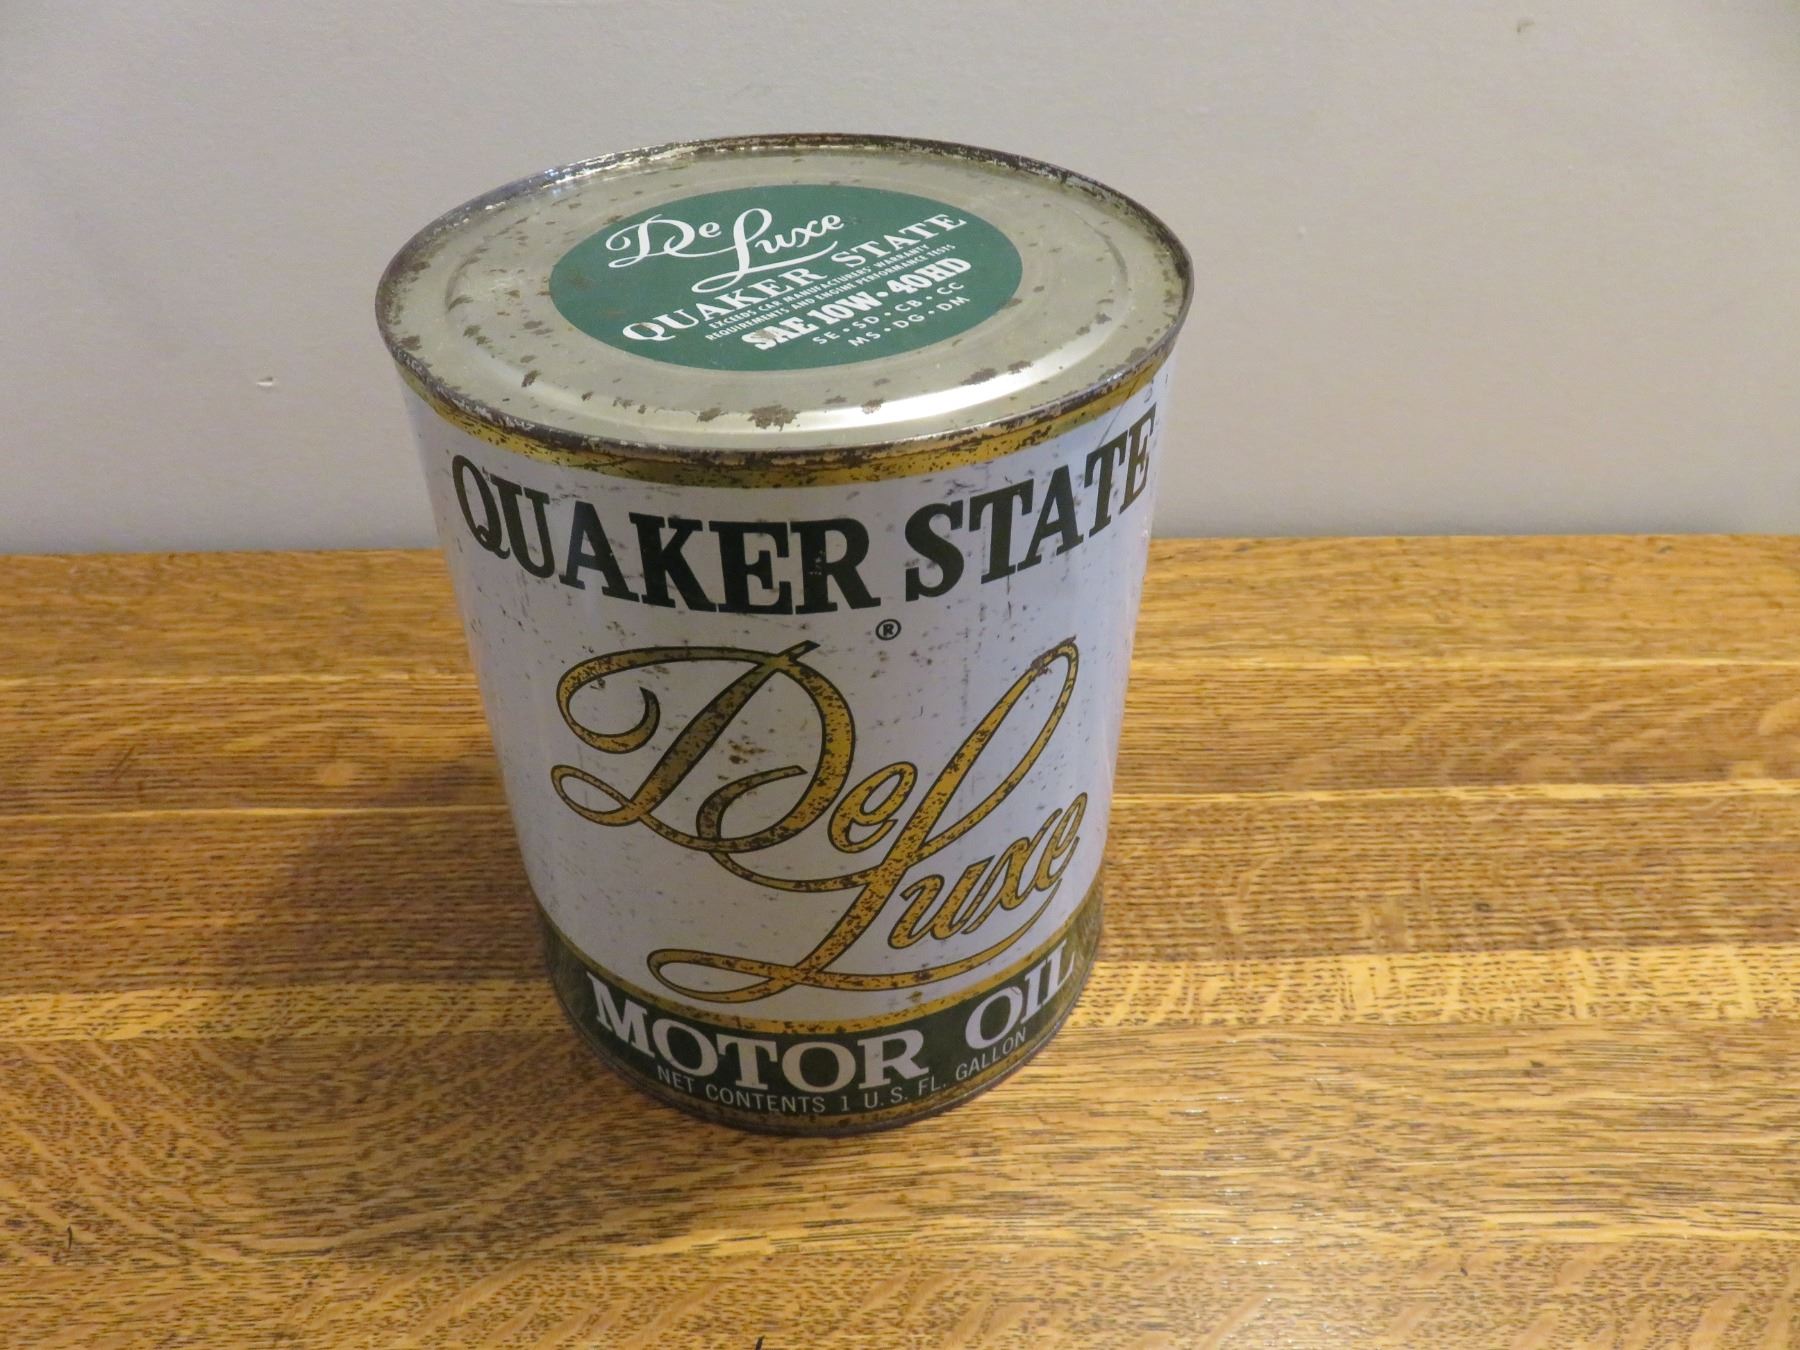 De Luxe
QUAKER STATE
EXCEEDS CAR MANUFACTURERS' WARRANTY
REQUIREMENTS AND ENGINE PERFORMANCE TESTS
SAE 10W • 40HD
SE • SD • CB • CC
MS • DG • DM
QUAKER STATE
®
De Luxe
MOTOR OIL
NET CONTENTS 1 U.S. FL. GALLON